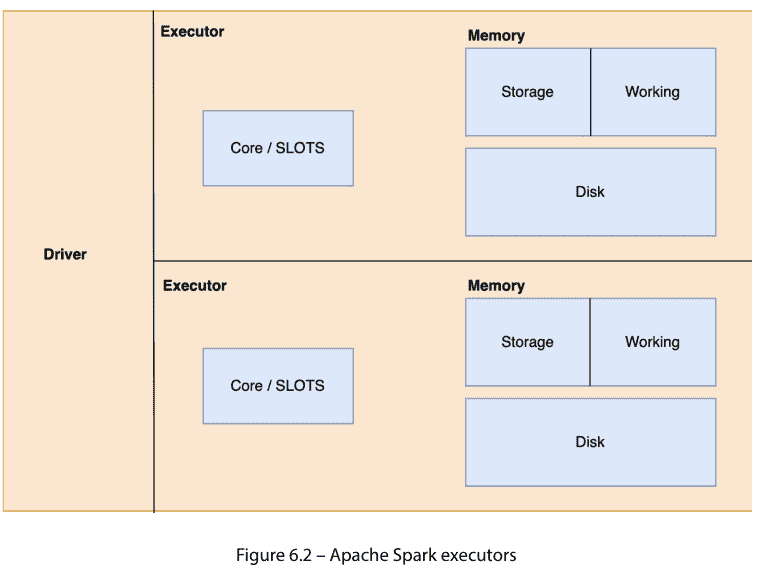 Driver
Executor
Core / SLOTS
Memory
Storage
Working
Disk
Executor
Core / SLOTS
Memory
Storage
Working
Disk
Figure 6.2 – Apache Spark executors